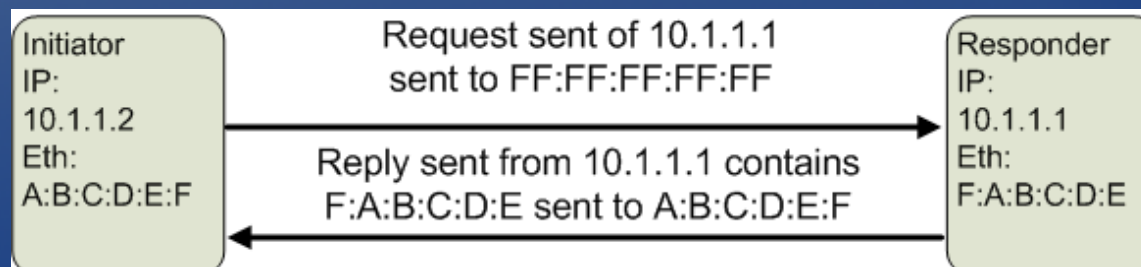 Initiator
IP:
10.1.1.2
Eth:
A:B:C:D:E:F
Request sent of 10.1.1.1
sent to FF:FF:FF:FF:FF
Reply sent from 10.1.1.1 contains
F:A:B:C:D:E sent to A:B:C:D:E:F
Responder
IP:
10.1.1.1
Eth:
F:A:B:C:D:E